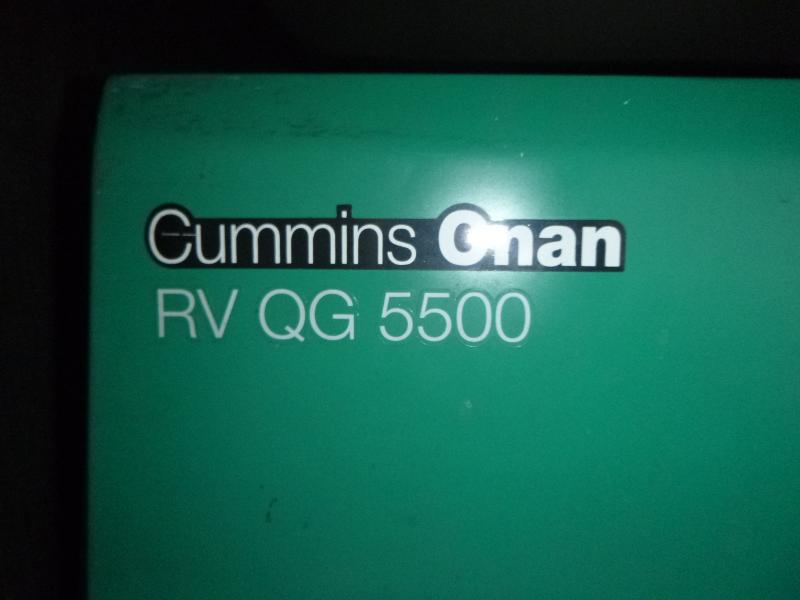 Cummins Onan
RV QG 5500